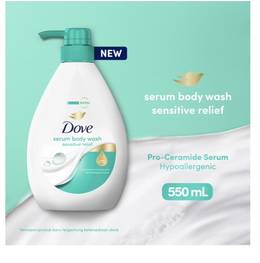 NEW
Dove
serum body wash
sensitive relief
serum body wash
sensitive relief
Pro-Ceramide Serum
Hypoallergenic
550 mL